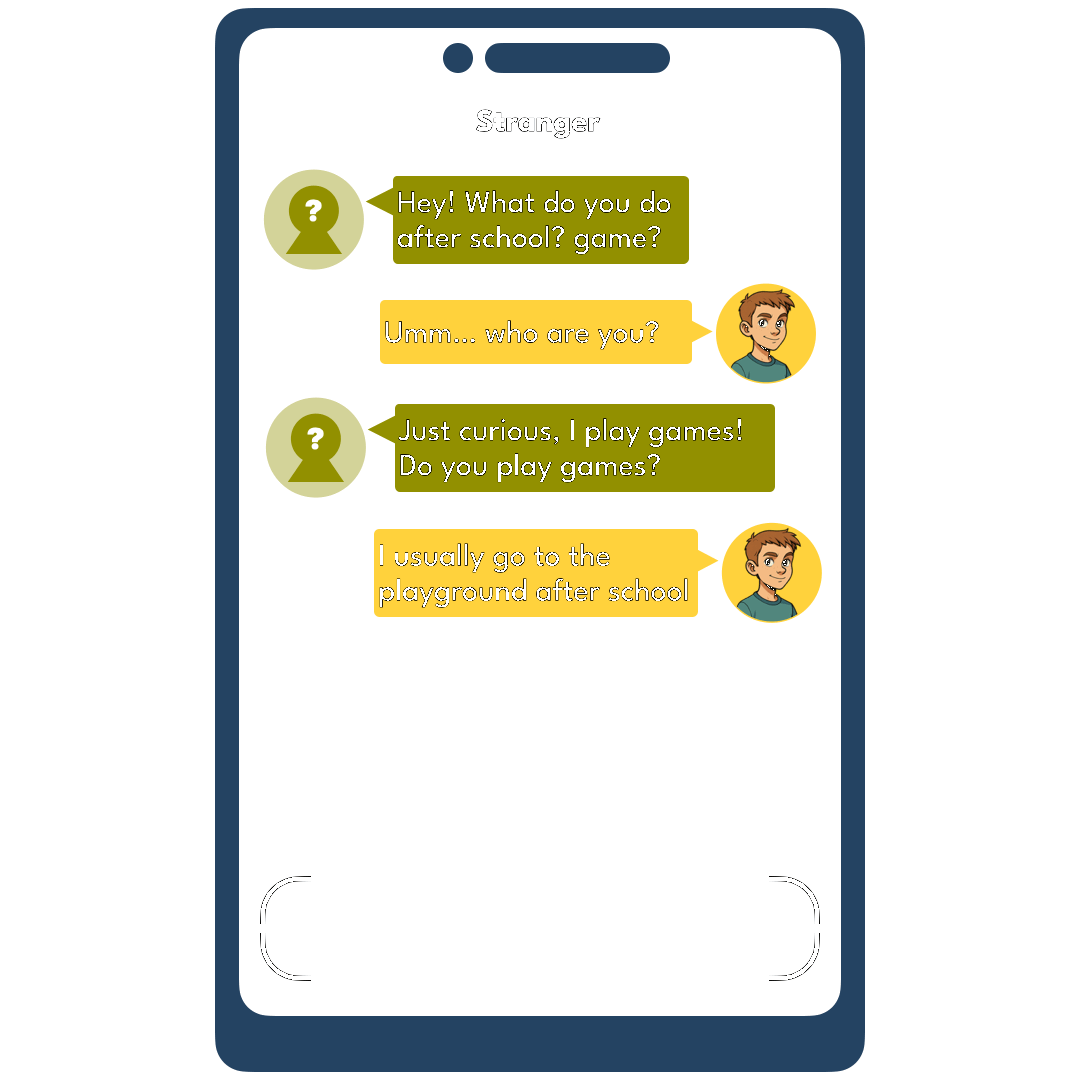 Stranger
?
Hey! What do you do
after school? game?
Umm... who are you?
?
Just curious, I play games!
Do you play games?
I usually go to the
playground after school